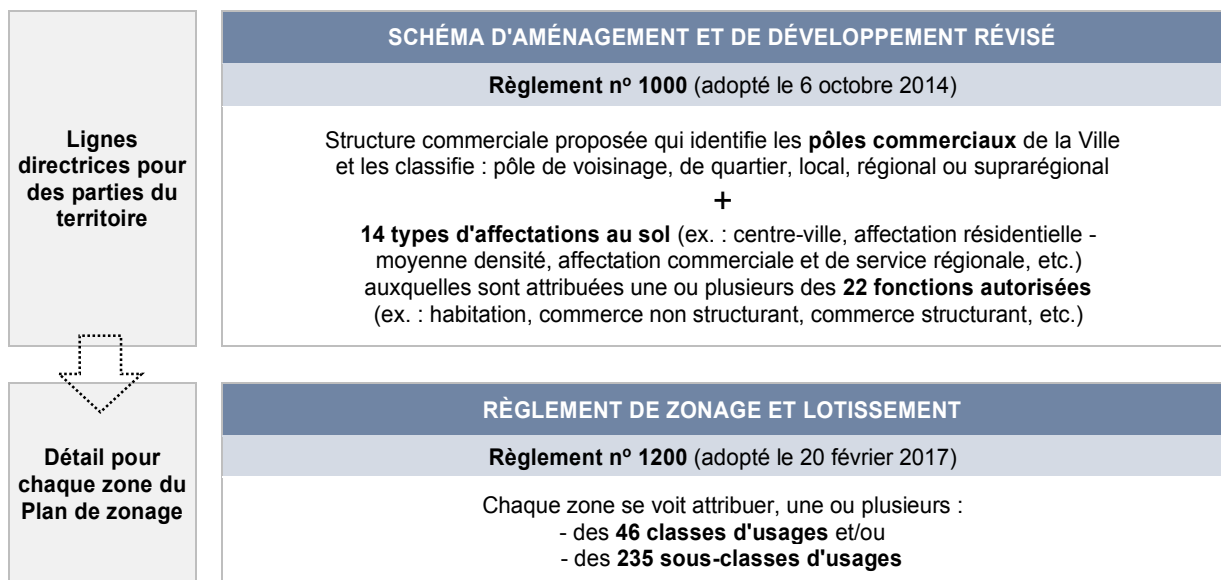 Lignes
directrices pour
des parties du
territoire
SCHÉMA D'AMÉNAGEMENT ET DE DÉVELOPPEMENT RÉVISÉ
Règlement nº 1000 (adopté le 6 octobre 2014)
Structure commerciale proposée qui identifie les pôles commerciaux de la Ville
et les classifie : pôle de voisinage, de quartier, local, régional ou suprarégional
+
14 types d'affectations au sol (ex. : centre-ville, affectation résidentielle -
moyenne densité, affectation commerciale et de service régionale, etc.)
auxquelles sont attribuées une ou plusieurs des 22 fonctions autorisées
(ex. : habitation, commerce non structurant, commerce structurant, etc.)
Détail pour
chaque zone du
Plan de zonage
RÈGLEMENT DE ZONAGE ET LOTISSEMENT
Règlement nº 1200 (adopté le 20 février 2017)
Chaque zone se voit attribuer, une ou plusieurs :
- des 46 classes d'usages et/ou
- des 235 sous-classes d'usages